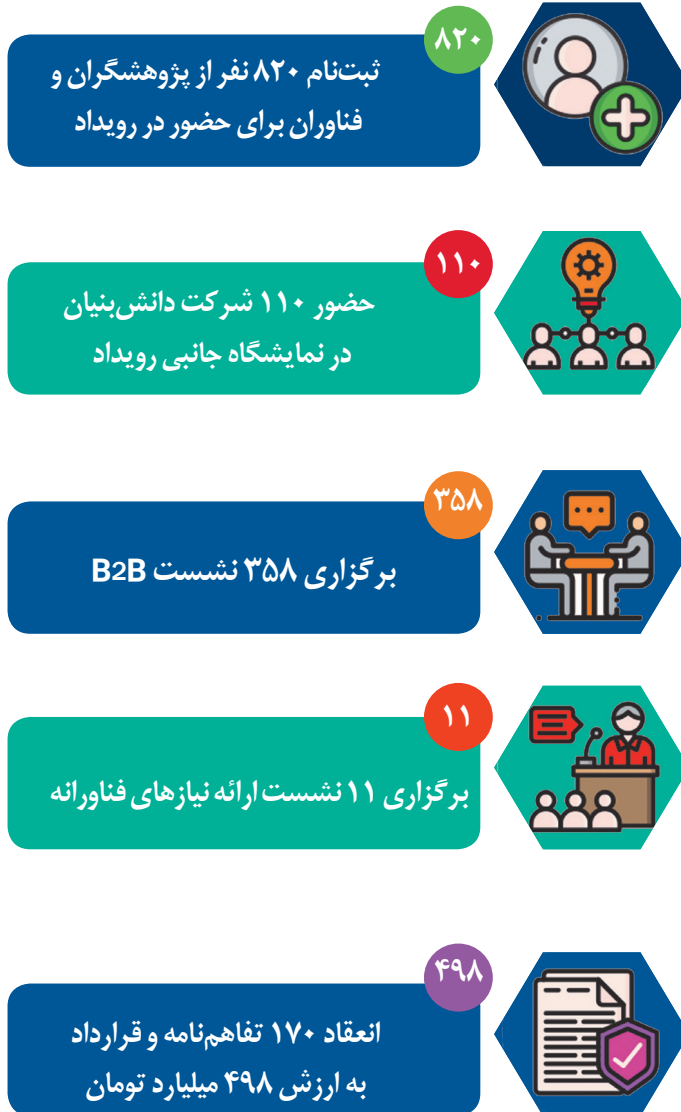 ۸۲۰
ثبت‌نام ۸۲۰ نفر از پژوهشگران و
فناوران برای حضور در رویداد
۱۱۰
حضور ۱۱۰ شرکت دانش‌بنیان
در نمایشگاه جانبی رویداد
۳۵۸
برگزاری ۳۵۸ نشست B2B
۱۱
برگزاری ۱۱ نشست ارائه نیازهای فناورانه
۴۹۸
انعقاد ۱۷۰ تفاهم‌نامه و قرارداد
به ارزش ۴۹۸ میلیارد تومان